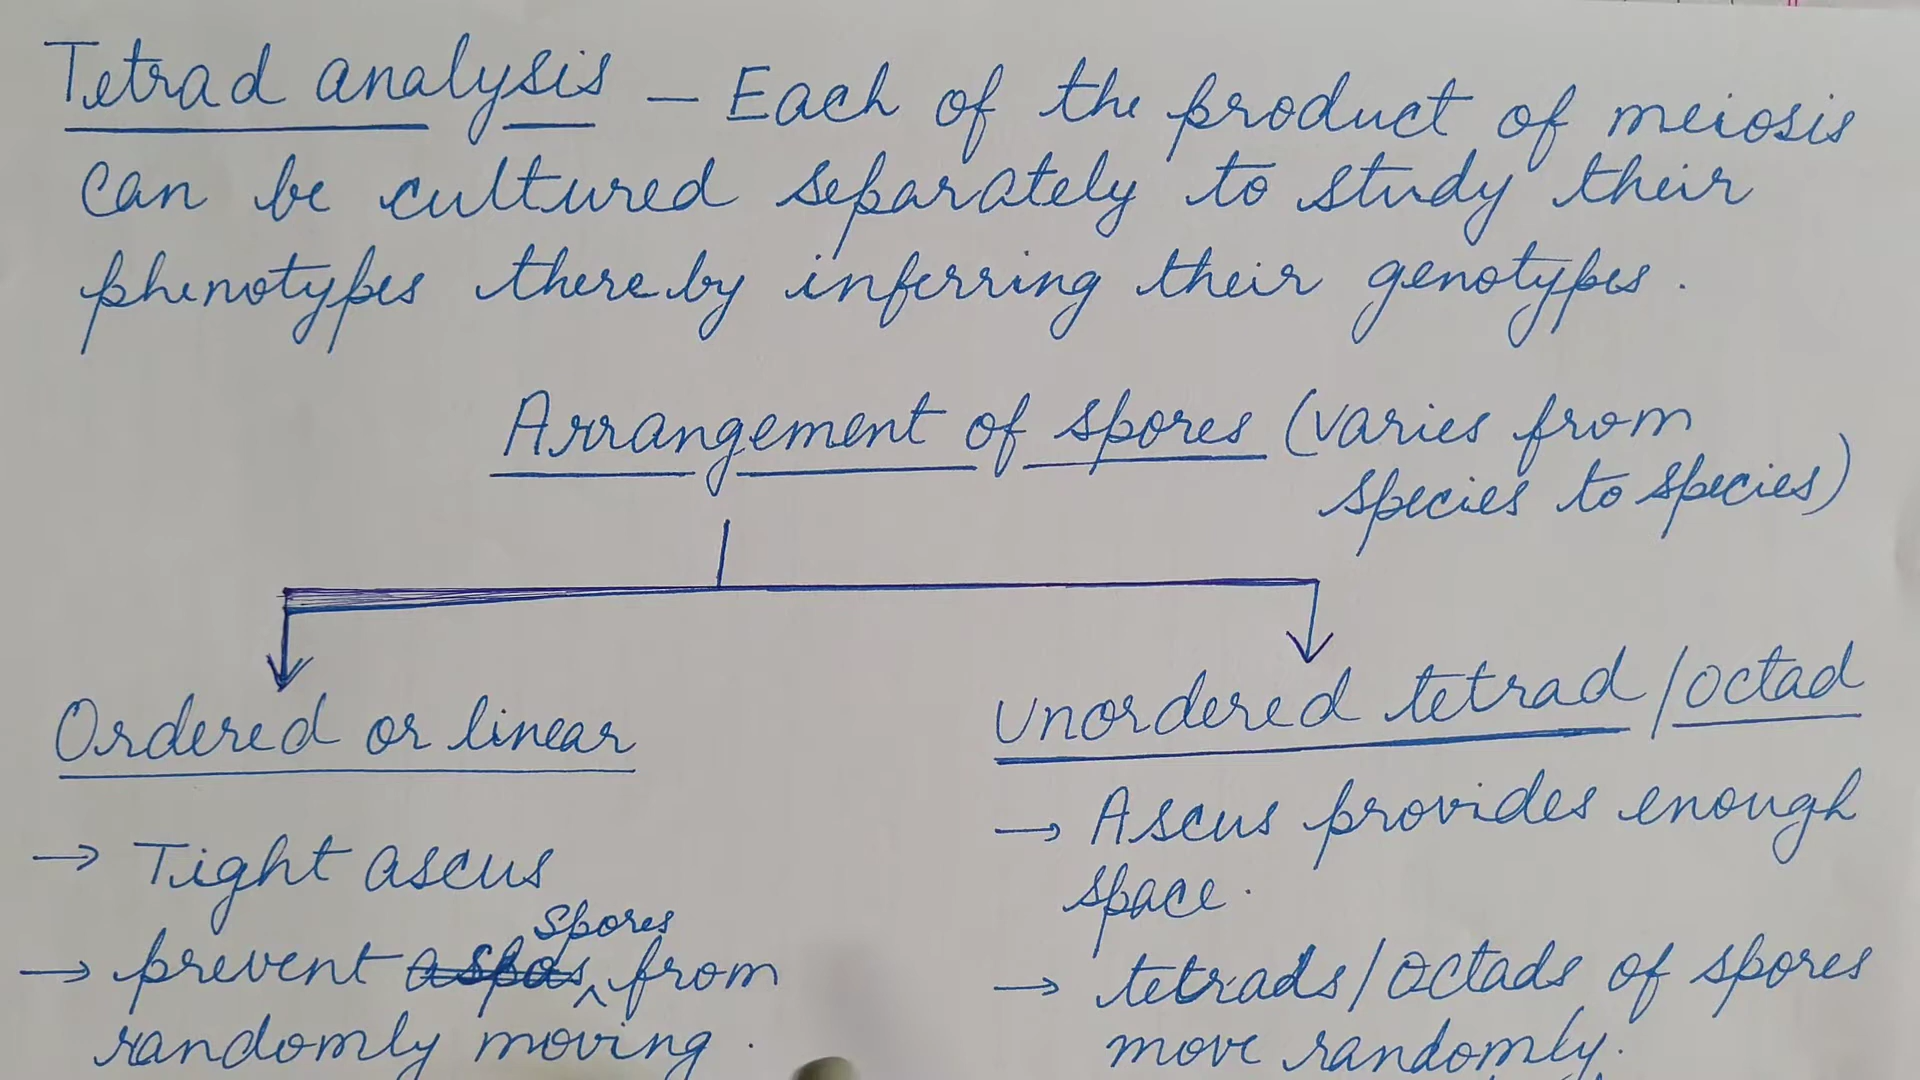 Tetrad analysis — Each of the product of meiosis
can be cultured separately to study their
phenotypes thereby inferring their genotypes.
Arrangement of spores (varies from
species to species)
Ordered or linear
→ Tight ascus
→ prevent spores from
randomly moving.
Unordered tetrad / octad
→ Ascus provides enough
space.
→ tetrads/octads of spores
move randomly.